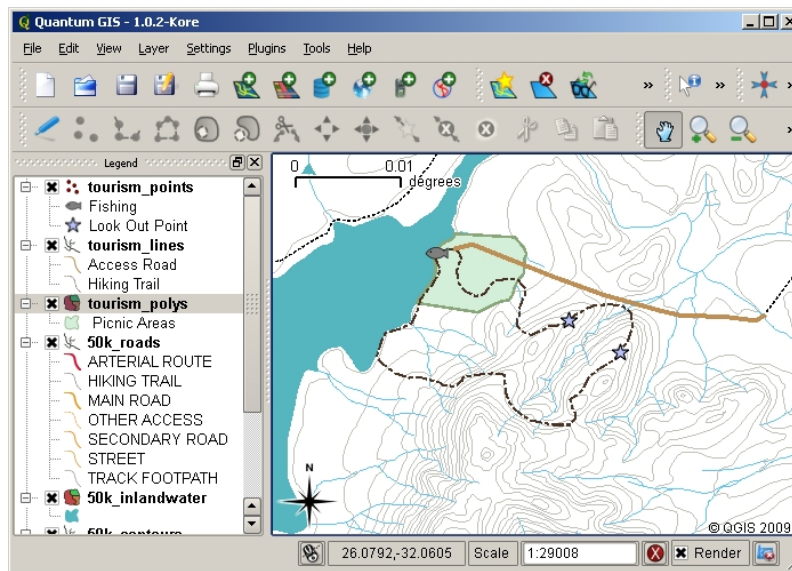 Quantum GIS - 1.0.2-Kore
File Edit View Layer Settings Plugins Tools Help
» » »
»
Legend
tourism_points
Fishing
Look Out Point
tourism_lines
Access Road
Hiking Trail
tourism_polys
Picnic Areas
50k_roads
ARTERIAL ROUTE
HIKING TRAIL
MAIN ROAD
OTHER ACCESS
SECONDARY ROAD
STREET
TRACK FOOTPATH
50k_inlandwater
50k_contours
0 0.01
dégrees
N
© QGIS 2009
26.0792,-32.0605 Scale 1:29008 Render